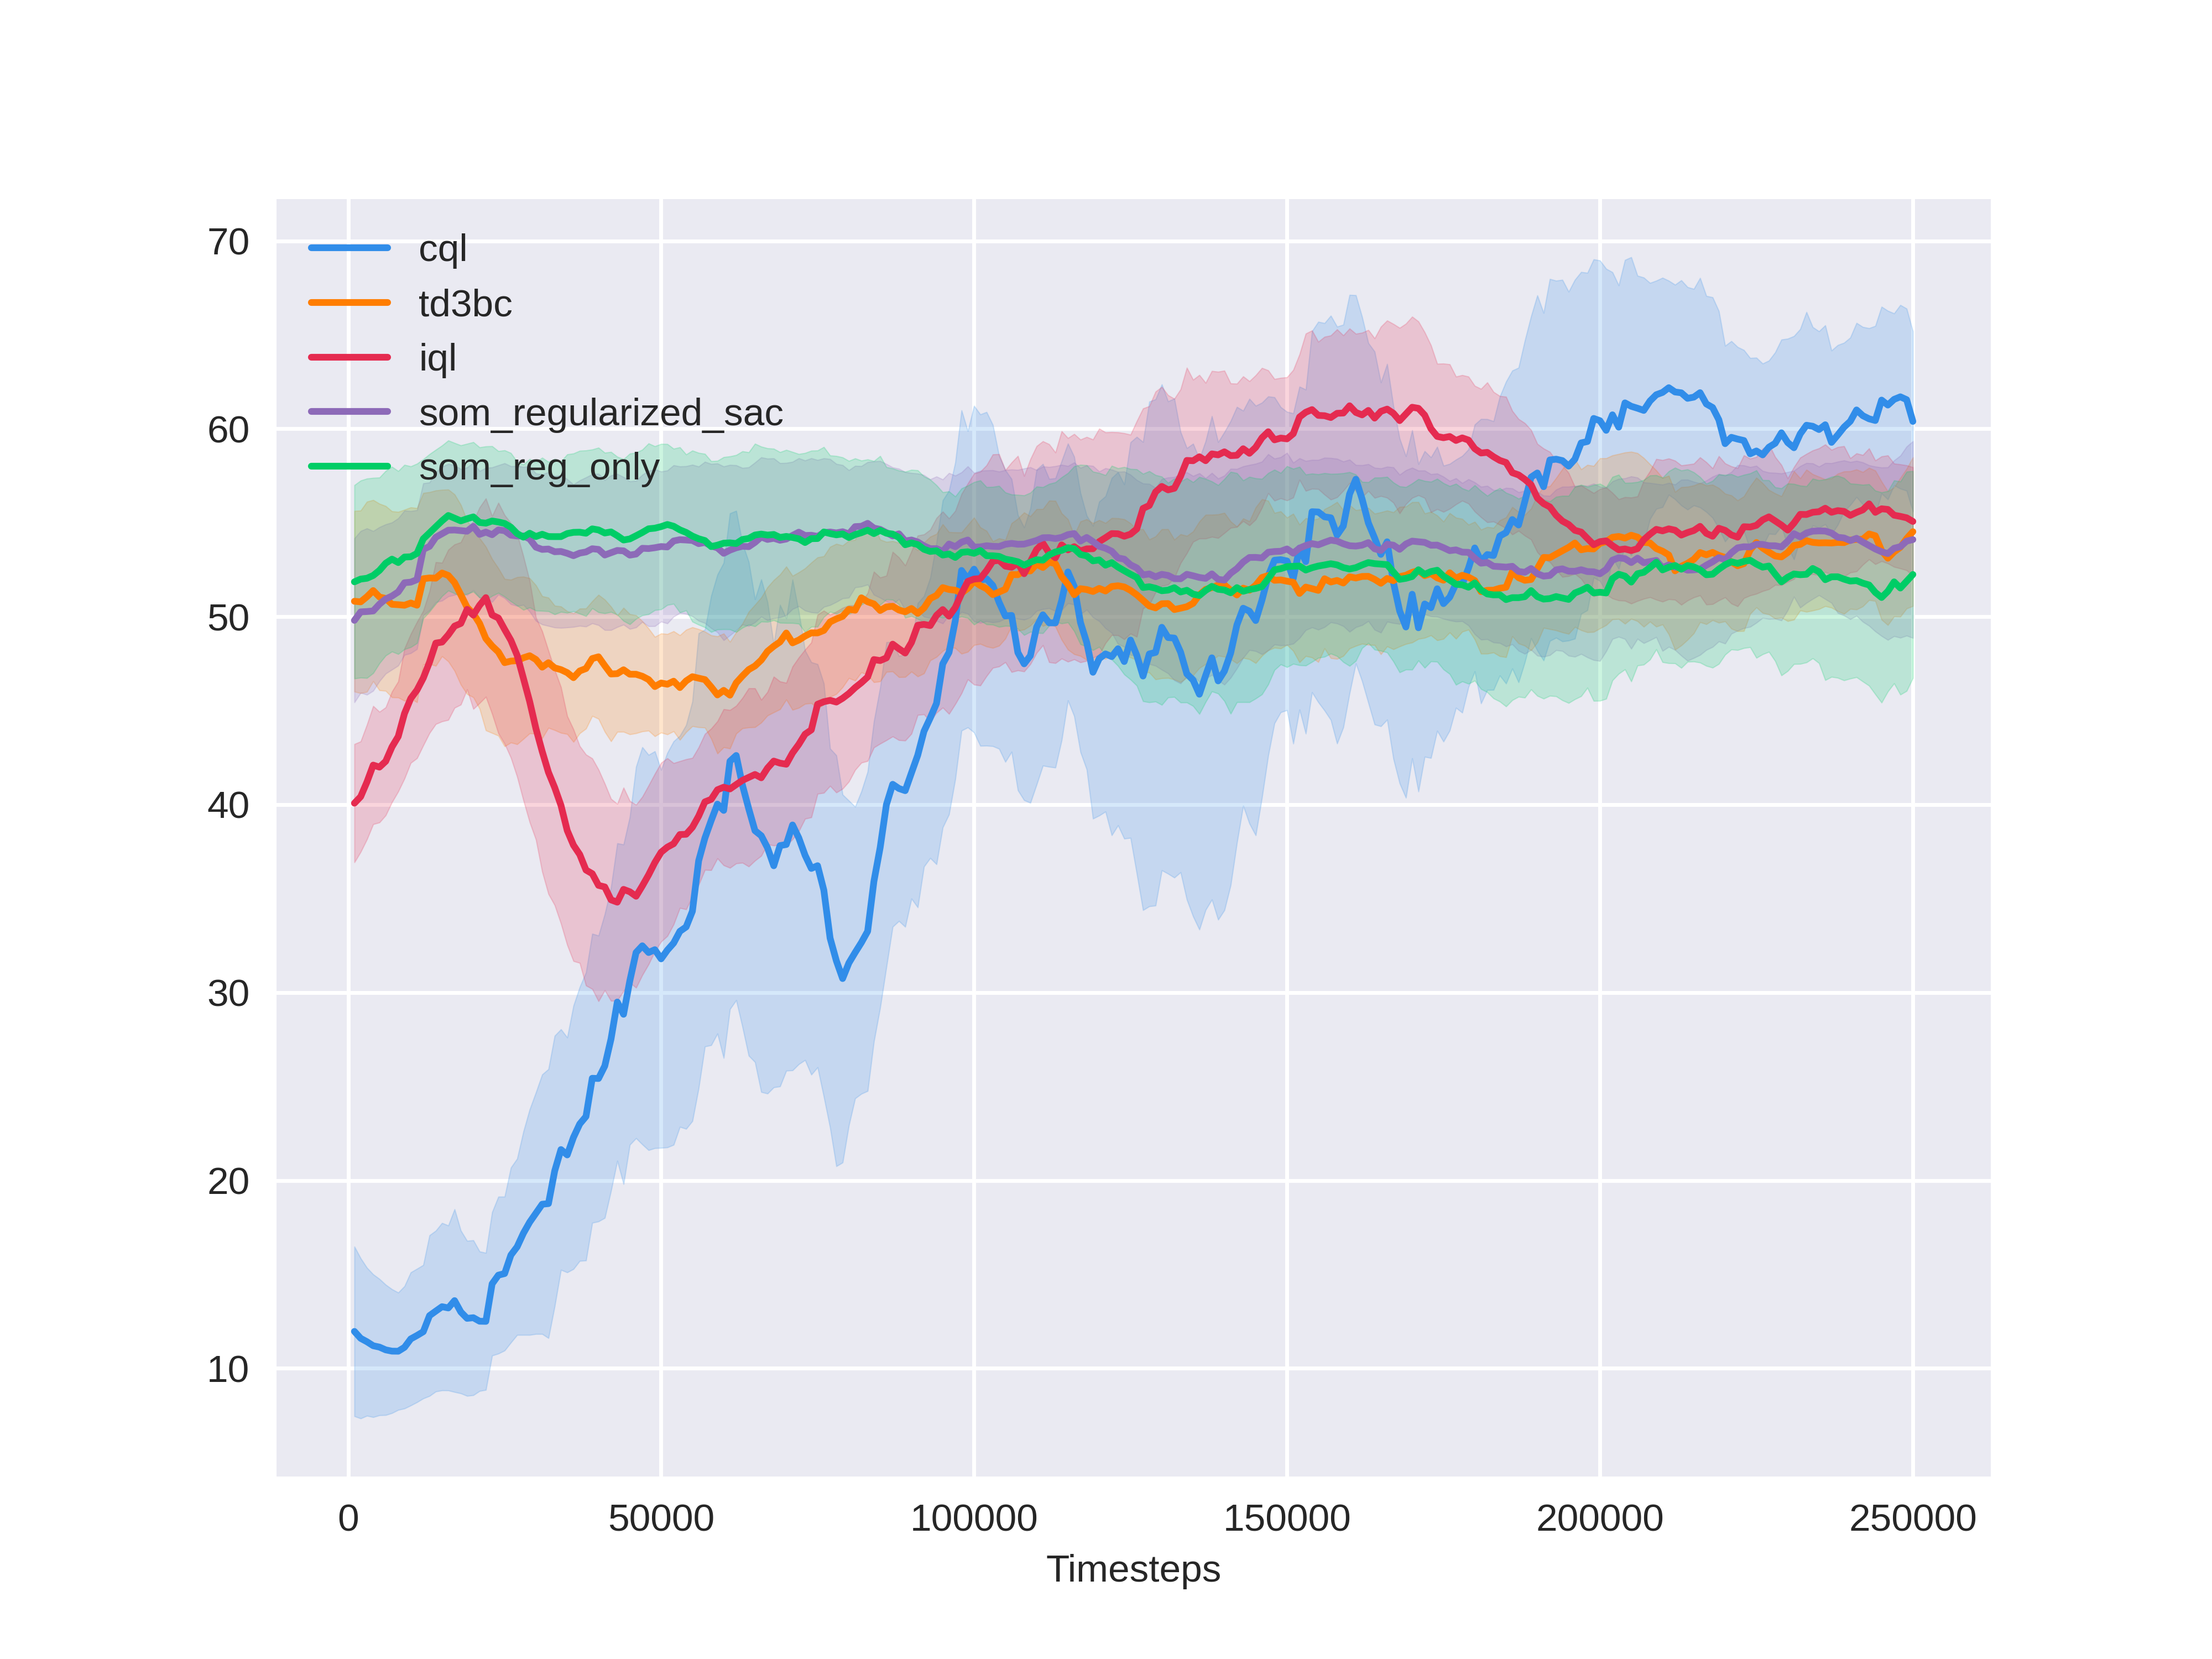 70
60
50
40
30
20
10
cql
td3bc
iql
som_regularized_sac
som_reg_only
0 50000 100000 150000 200000 250000
Timesteps